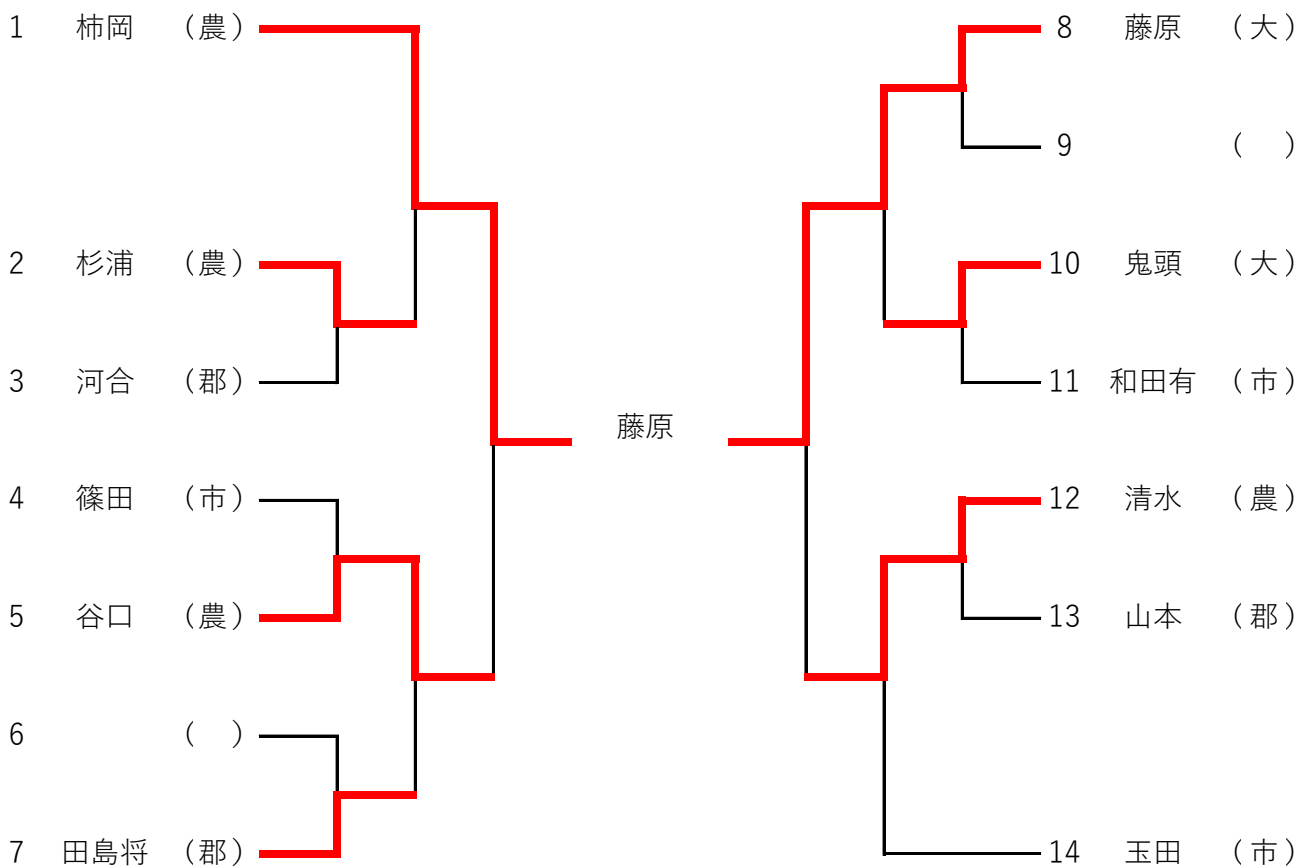 1 柿岡 （農）
2 杉浦 （農）
3 河合 （郡）
4 篠田 （市）
5 谷口 （農）
6 （ ）
7 田島将 （郡）
藤原
8 藤原 （大）
9 （ ）
10 鬼頭 （大）
11 和田有 （市）
12 清水 （農）
13 山本 （郡）
14 玉田 （市）